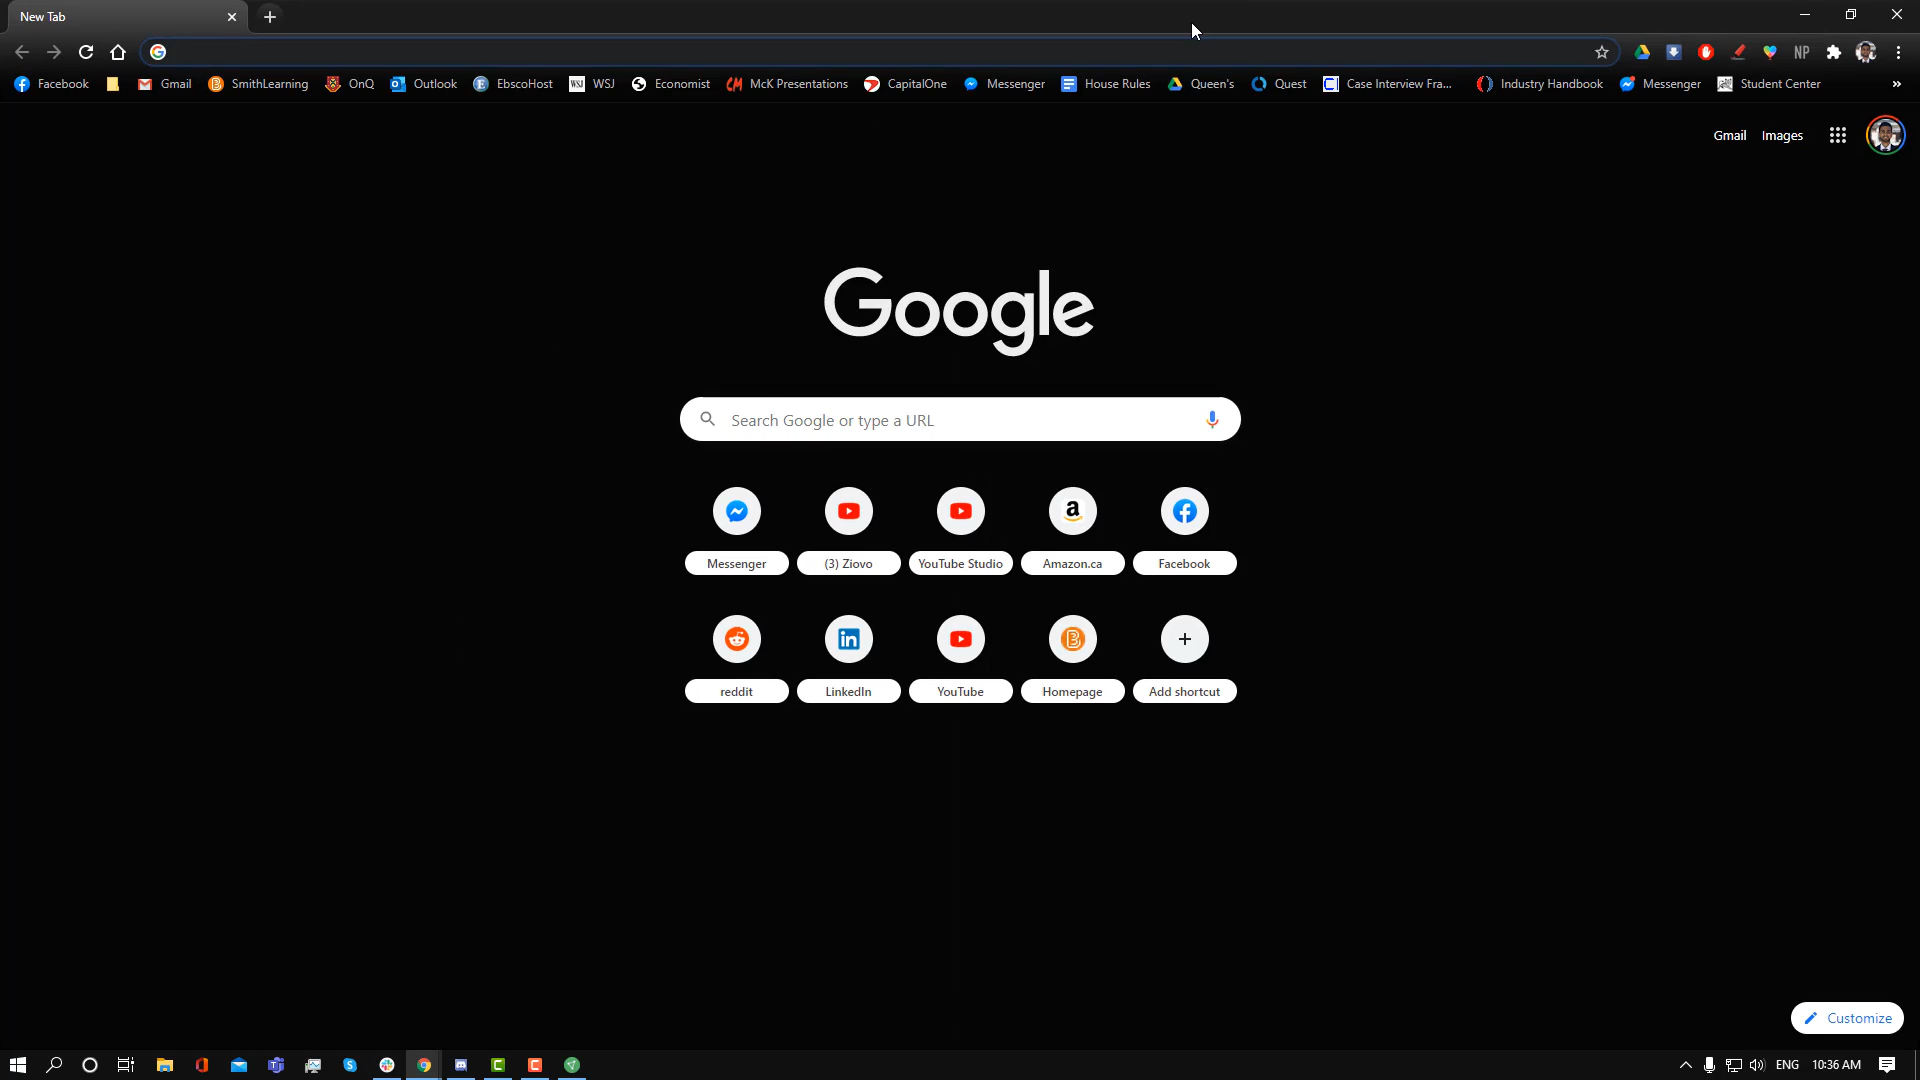 New Tab
Facebook Gmail SmithLearning OnQ Outlook EbscoHost WSJ WSJ Economist McK Presentations CapitalOne Messenger House Rules Queen's Quest Case Interview Fra... Industry Handbook Messenger Student Center »
NP
Gmail Images
Google
Search Google or type a URL
Messenger (3) Ziovo YouTube Studio Amazon.ca Facebook
reddit LinkedIn YouTube Homepage Add shortcut
Customize
ENG 10:36 AM